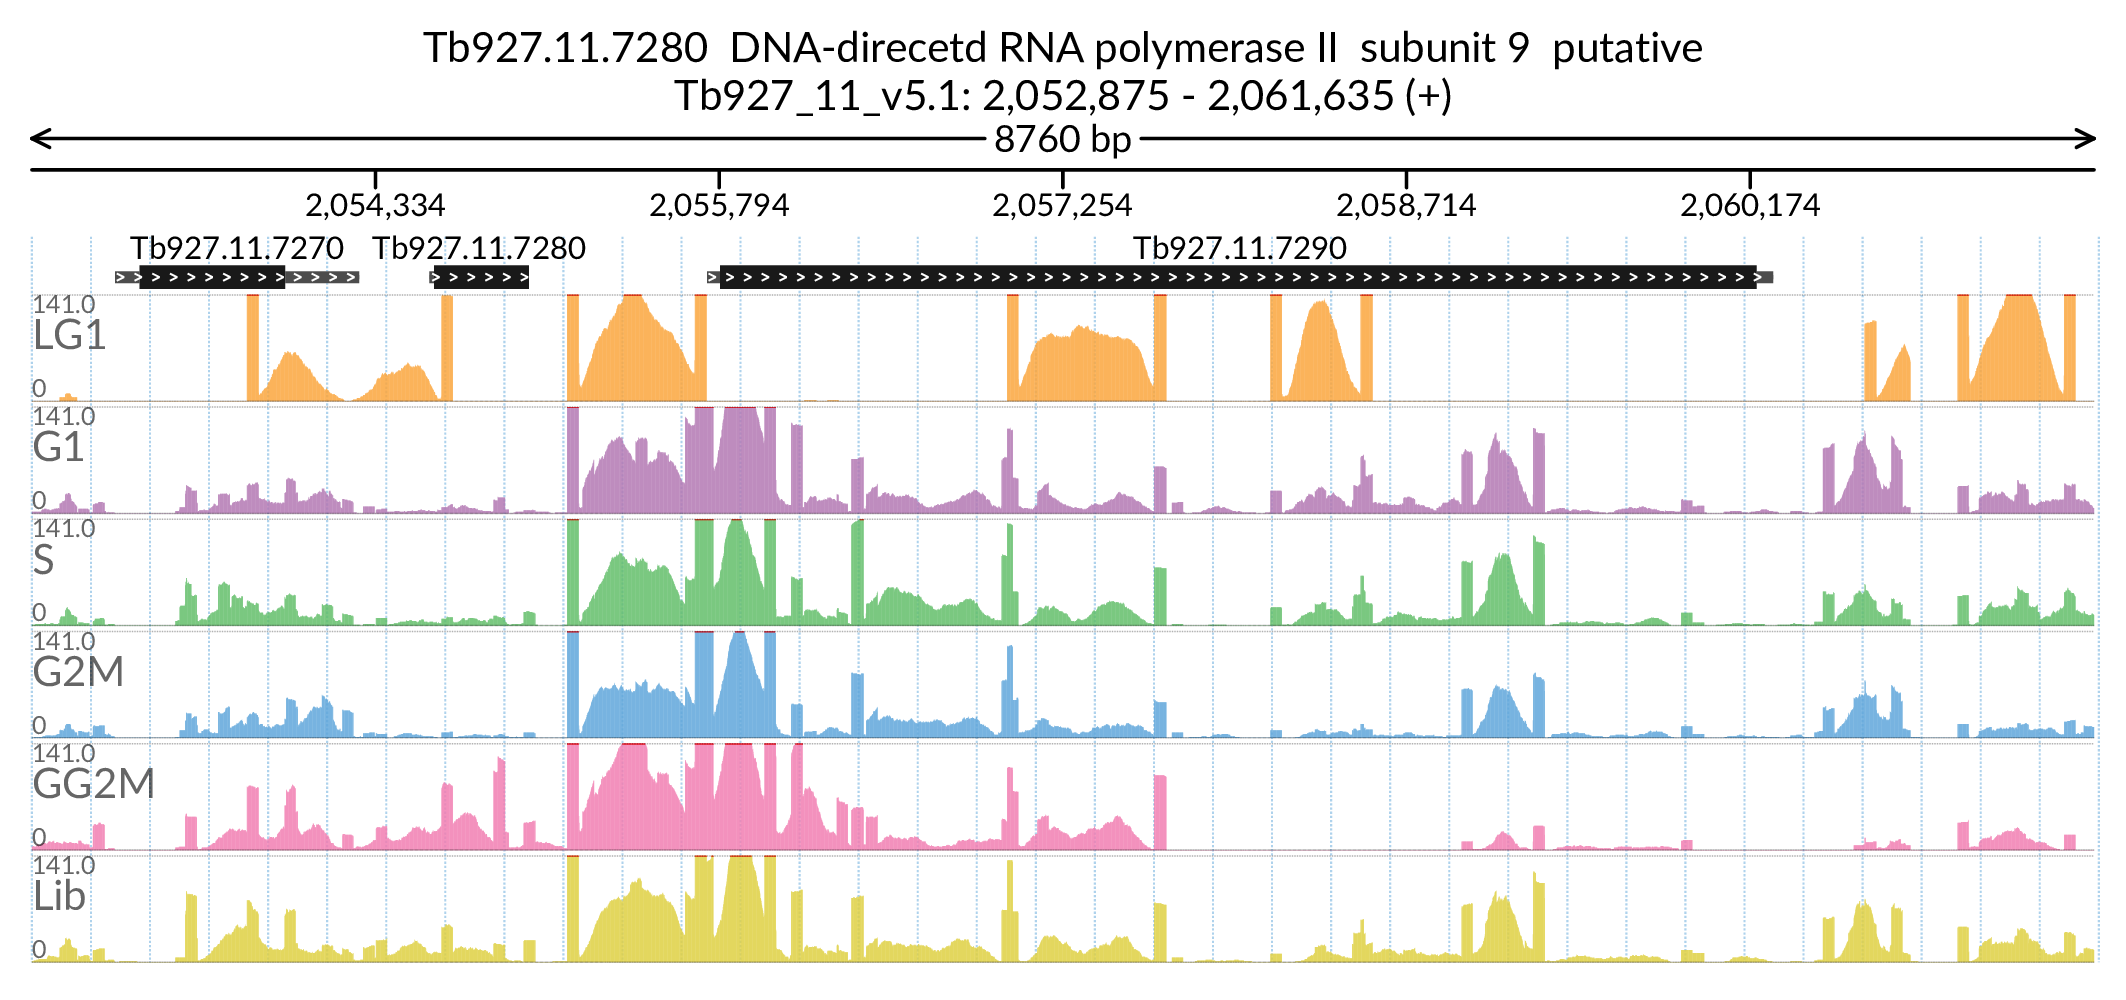 Tb927.11.7280 DNA-direcetd RNA polymerase II subunit 9 putative
Tb927_11_v5.1: 2,052,875 - 2,061,635 (+)
8760 bp
2,054,334 2,055,794 2,057,254 2,058,714 2,060,174
Tb927.11.7270 Tb927.11.7280 Tb927.11.7290
141.0
LG1
0
141.0
G1
0
141.0
S
0
141.0
G2M
0
141.0
GG2M
0
141.0
Lib
0